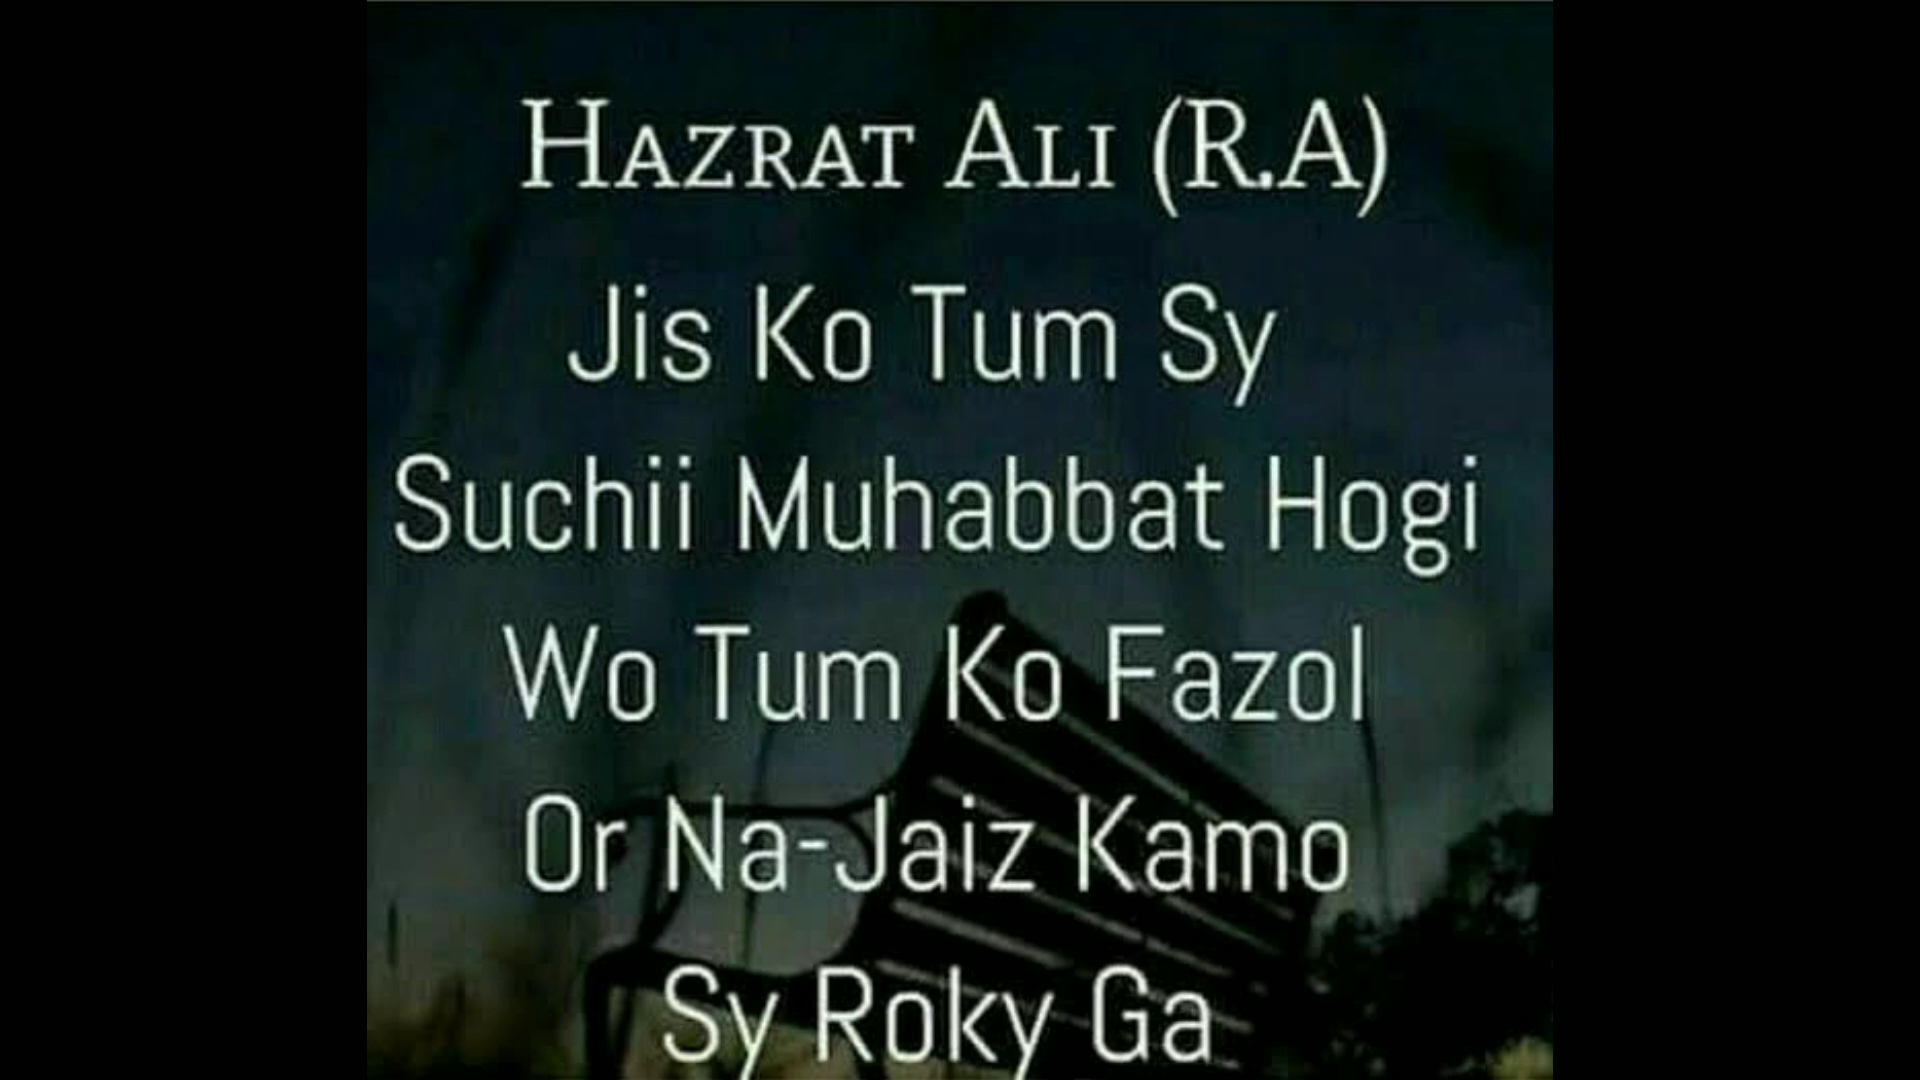 Hazrat Ali (R.A)
Jis Ko Tum Sy
Suchii Muhabbat Hogi
Wo Tum Ko Fazol
Or Na-Jaiz Kamo
Sy Roky Ga